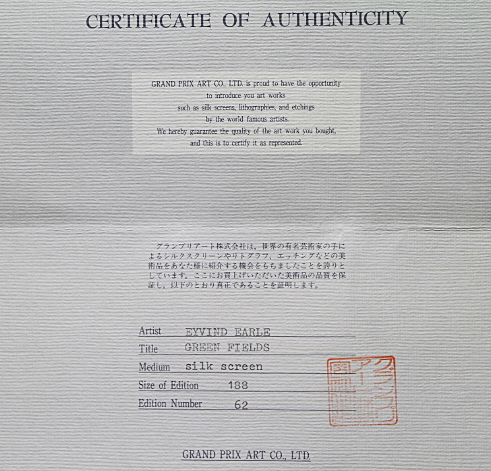 CERTIFICATE OF AUTHENTICITY
GRAND PRIX ART CO., LTD. is proud to have the opportunity
to introduce you art works
such as silk screens, lithographies, and etchings
by the world famous artists.
We hereby guarantee the quality of the art work you bought,
and this is to certify it as represented.
グランプリアート株式会社は、世界の有名芸術家の手に
よるシルクスクリーンやリトグラフ、エッチングなどの美
術品をあなた様に紹介する機会をもちましたことを誇りと
しています。ここにお買上げいただいた美術品の品質を保
証し、以下のとおり真正であることを証明します。
Artist EYVIND EARLE
Title GREEN FIELDS
Medium silk screen
Size of Edition 188
Edition Number 62
GRAND PRIX ART CO., LTD.